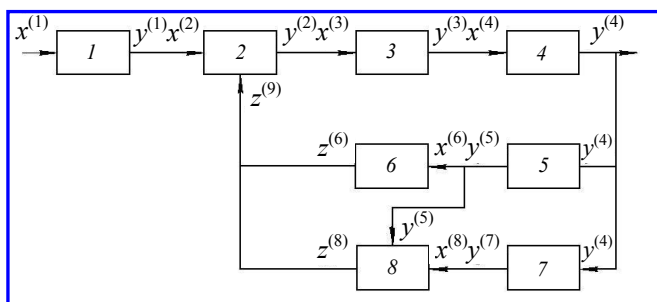 x⁽¹⁾ 1 y⁽¹⁾ x⁽²⁾ 2 y⁽²⁾ x⁽³⁾ 3 y⁽³⁾ x⁽⁴⁾ 4 y⁽⁴⁾
z⁽⁹⁾
z⁽⁶⁾ 6 x⁽⁶⁾ y⁽⁵⁾ 5 y⁽⁴⁾
y⁽⁵⁾
z⁽⁸⁾ 8 x⁽⁸⁾ y⁽⁷⁾ 7 y⁽⁴⁾